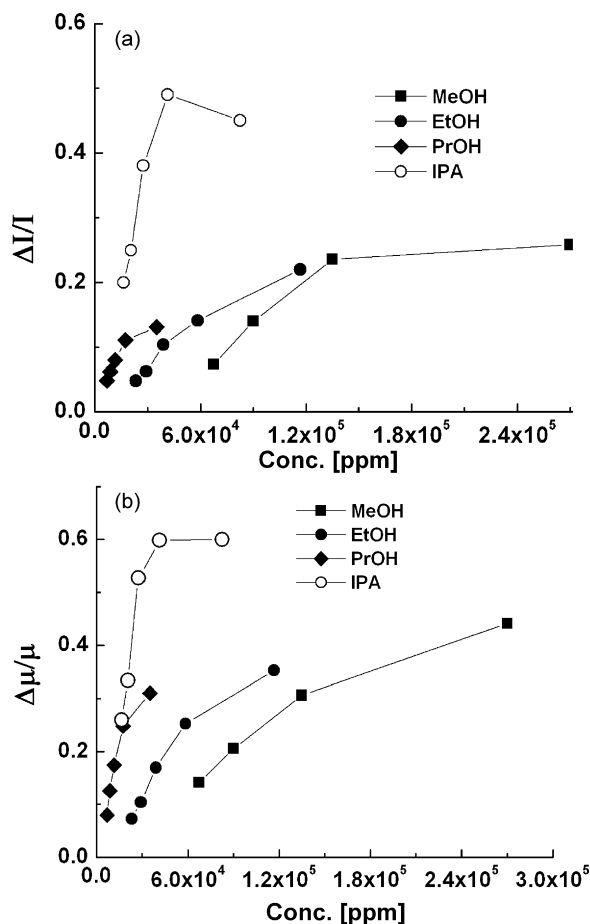 0.6
(a)
MeOH
EtOH
PrOH
IPA
0.4
ΔI/I
0.2
0.0
0.0 6.0x10⁴ 1.2x10⁵ 1.8x10⁵ 2.4x10⁵
Conc. [ppm]
(b)
MeOH
EtOH
PrOH
IPA
0.6
0.4
Δμ/μ
0.2
0.0
0.0 6.0x10⁴ 1.2x10⁵ 1.8x10⁵ 2.4x10⁵ 3.0x10⁵
Conc. [ppm]